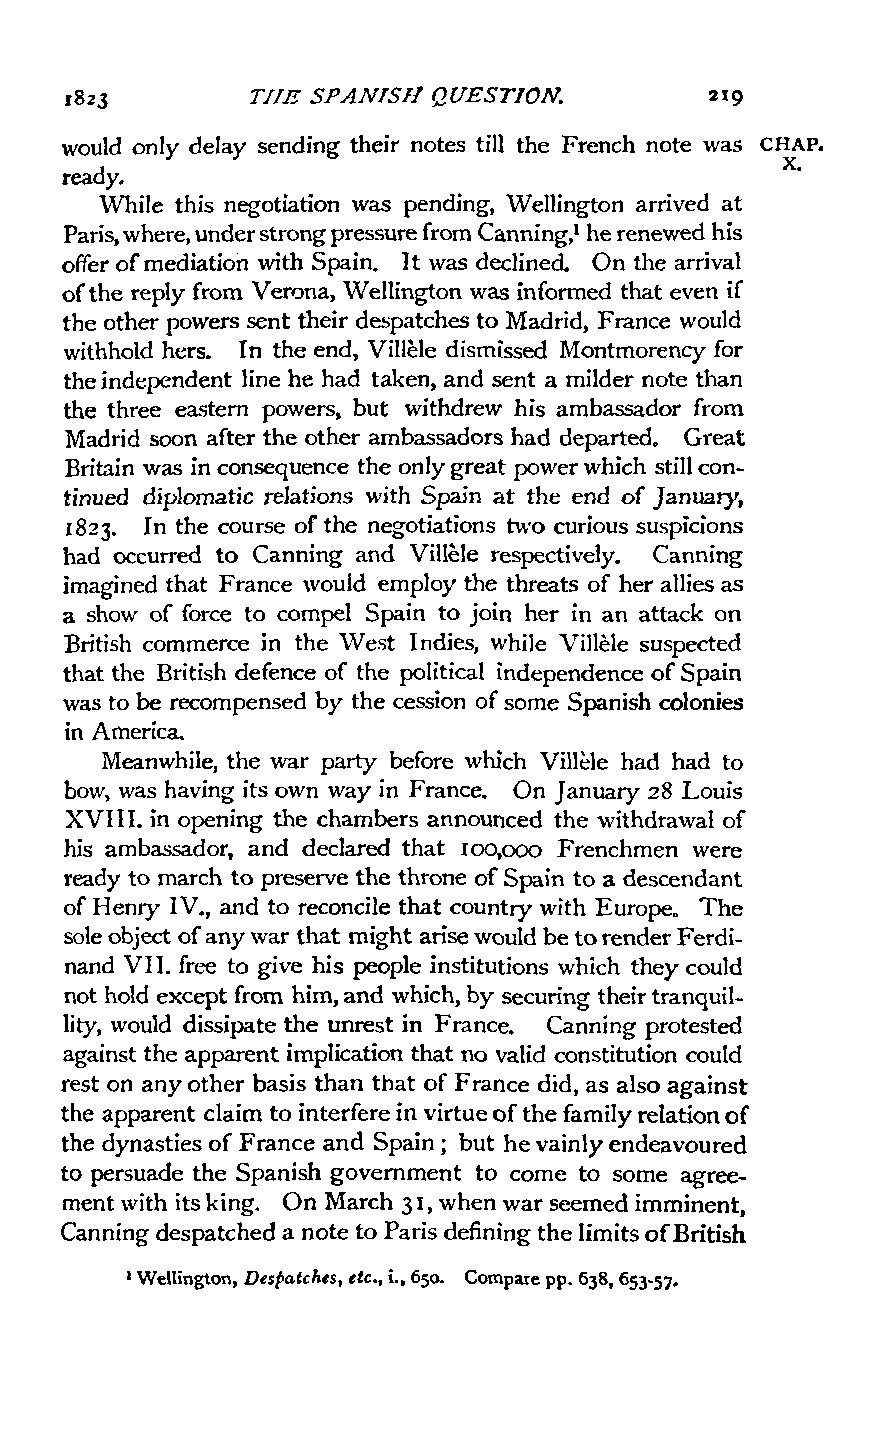 1823 THE SPANISH QUESTION. 219
would only delay sending their notes till the French note was CHAP.
ready. X.
While this negotiation was pending, Wellington arrived at
Paris, where, under strong pressure from Canning,¹ he renewed his
offer of mediation with Spain. It was declined. On the arrival
of the reply from Verona, Wellington was informed that even if
the other powers sent their despatches to Madrid, France would
withhold hers. In the end, Villèle dismissed Montmorency for
the independent line he had taken, and sent a milder note than
the three eastern powers, but withdrew his ambassador from
Madrid soon after the other ambassadors had departed. Great
Britain was in consequence the only great power which still con-
tinued diplomatic relations with Spain at the end of January,
1823. In the course of the negotiations two curious suspicions
had occurred to Canning and Villèle respectively. Canning
imagined that France would employ the threats of her allies as
a show of force to compel Spain to join her in an attack on
British commerce in the West Indies, while Villèle suspected
that the British defence of the political independence of Spain
was to be recompensed by the cession of some Spanish colonies
in America.
Meanwhile, the war party before which Villèle had had to
bow, was having its own way in France. On January 28 Louis
XVIII. in opening the chambers announced the withdrawal of
his ambassador, and declared that 100,000 Frenchmen were
ready to march to preserve the throne of Spain to a descendant
of Henry IV., and to reconcile that country with Europe. The
sole object of any war that might arise would be to render Ferdi-
nand VII. free to give his people institutions which they could
not hold except from him, and which, by securing their tranquil-
lity, would dissipate the unrest in France. Canning protested
against the apparent implication that no valid constitution could
rest on any other basis than that of France did, as also against
the apparent claim to interfere in virtue of the family relation of
the dynasties of France and Spain ; but he vainly endeavoured
to persuade the Spanish government to come to some agree-
ment with its king. On March 31, when war seemed imminent,
Canning despatched a note to Paris defining the limits of British
¹ Wellington, Despatches, etc., i., 650. Compare pp. 638, 653-57.